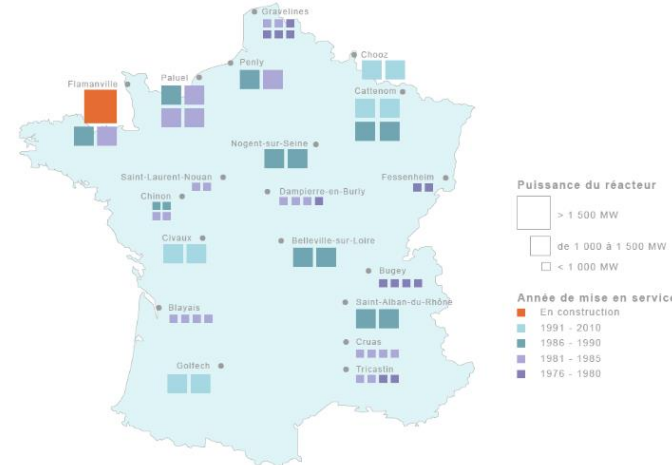 Gravelines
Chooz
Penly
Flamanville
Paluel
Cattenom
Nogent-sur-Seine
Saint-Laurent-Nouan
Fessenheim
Dampierre-en-Burly
Chinon
Civaux
Belleville-sur-Loire
Bugey
Saint-Alban-du-Rhône
Blayais
Cruas
Golfech
Tricastin
Puissance du réacteur
> 1 500 MW
de 1 000 à 1 500 MW
< 1 000 MW
Année de mise en service
En construction
1991 - 2010
1986 - 1990
1981 - 1985
1976 - 1980